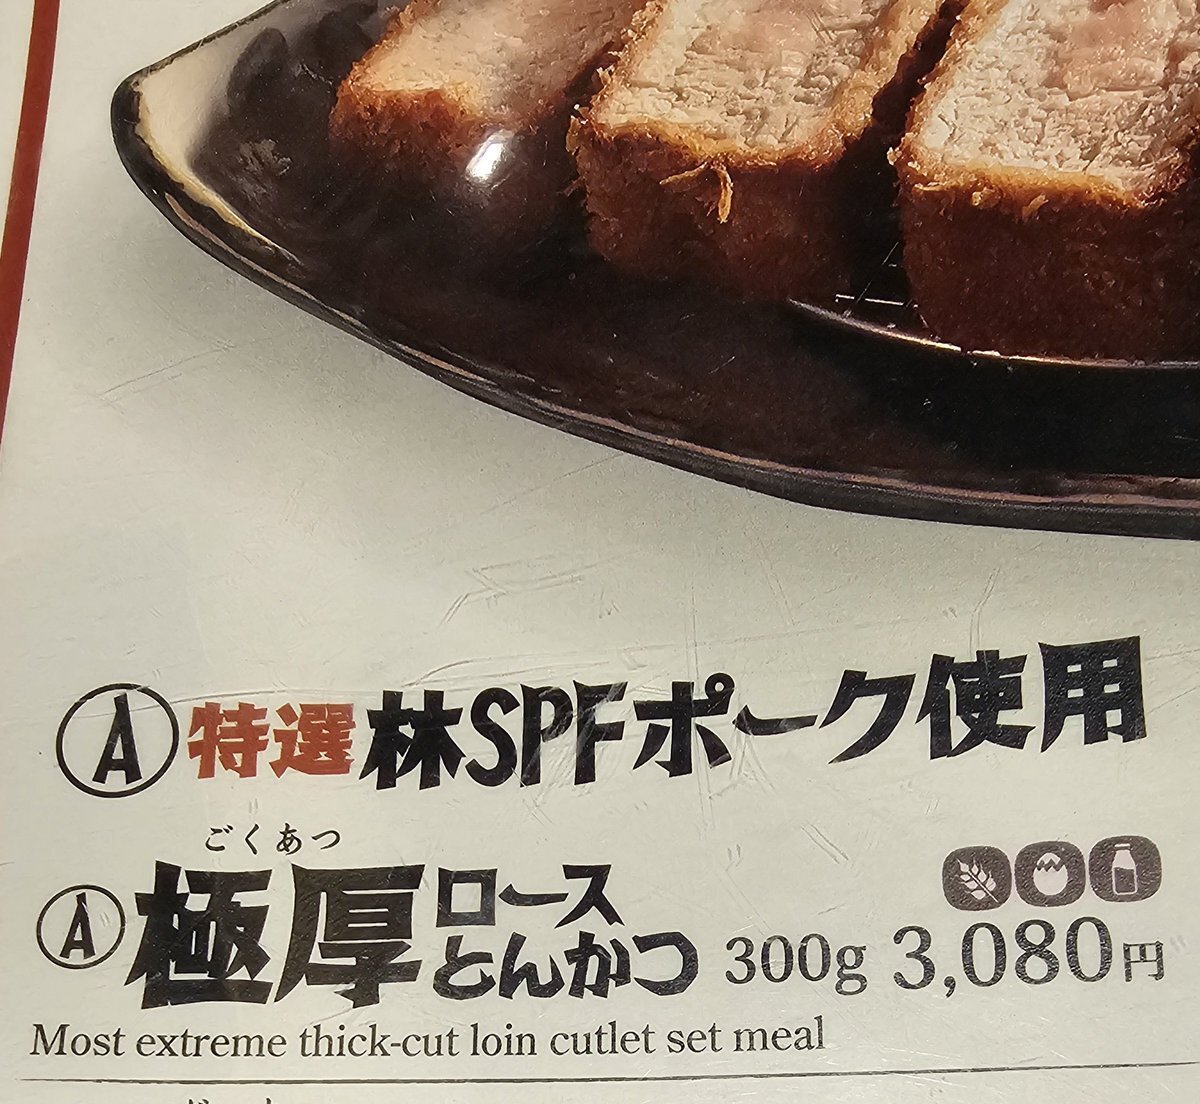 Ⓐ特選林SPFポーク使用
ごくあつ
Ⓐ極厚ロースとんかつ 300g 3,080円
Most extreme thick-cut loin cutlet set meal